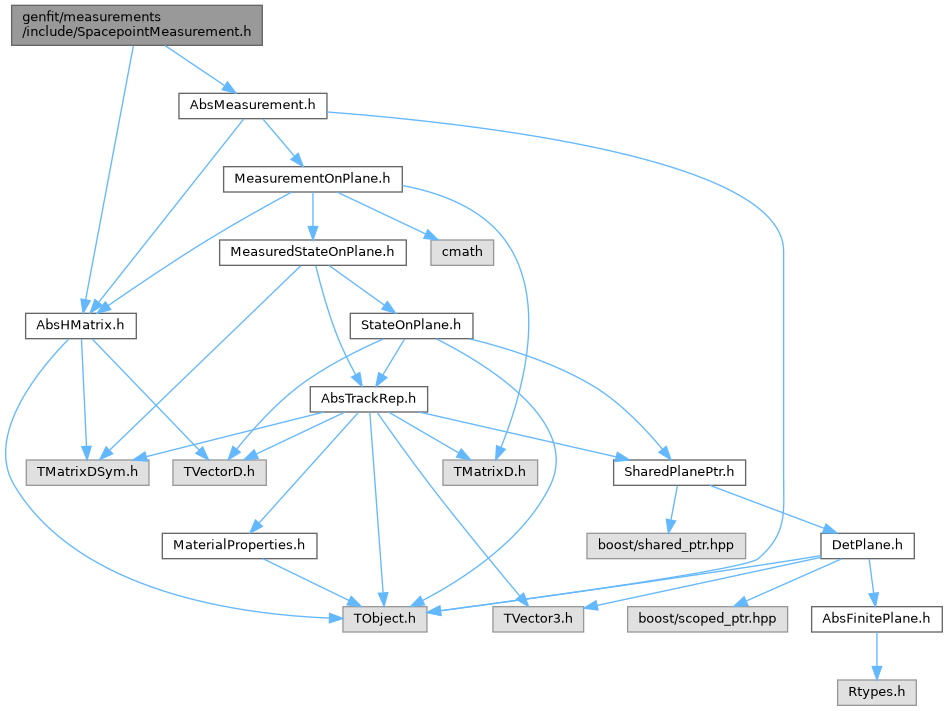 genfit/measurements
/include/SpacepointMeasurement.h
AbsMeasurement.h
MeasurementOnPlane.h
MeasuredStateOnPlane.h
cmath
AbsHMatrix.h
StateOnPlane.h
AbsTrackRep.h
TMatrixDSym.h
TVectorD.h
TMatrixD.h
SharedPlanePtr.h
MaterialProperties.h
boost/shared_ptr.hpp
DetPlane.h
TObject.h
TVector3.h
boost/scoped_ptr.hpp
AbsFinitePlane.h
Rtypes.h